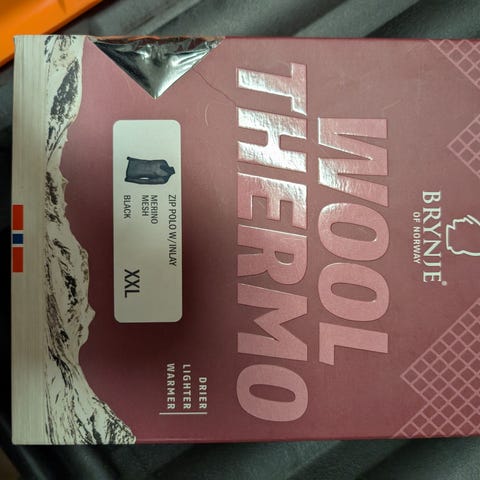 BRYNJE®
OF NORWAY
WOOL
THERMO
ZIP POLO W/INLAY
MERINO
MESH
BLACK
XXL
DRIER
LIGHTER
WARMER